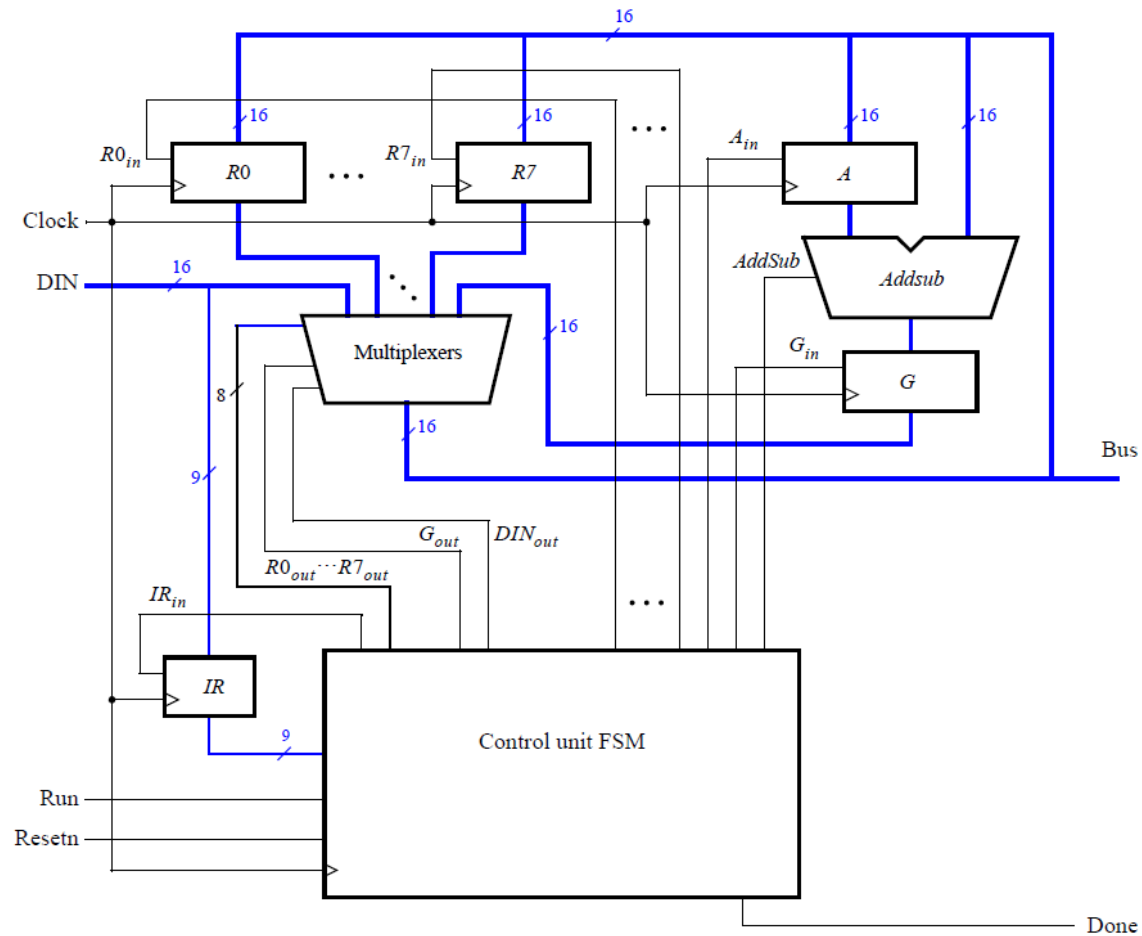 16
16
16
16
16
R0in
R0
...
R7in
R7
...
Ain
A
Clock
DIN
16
...
AddSub
Addsub
Multiplexers
16
Gin
G
8
16
Bus
9
Gout
DINout
R0out...R7out
IRin
...
IR
9
Control unit FSM
Run
Resetn
Done